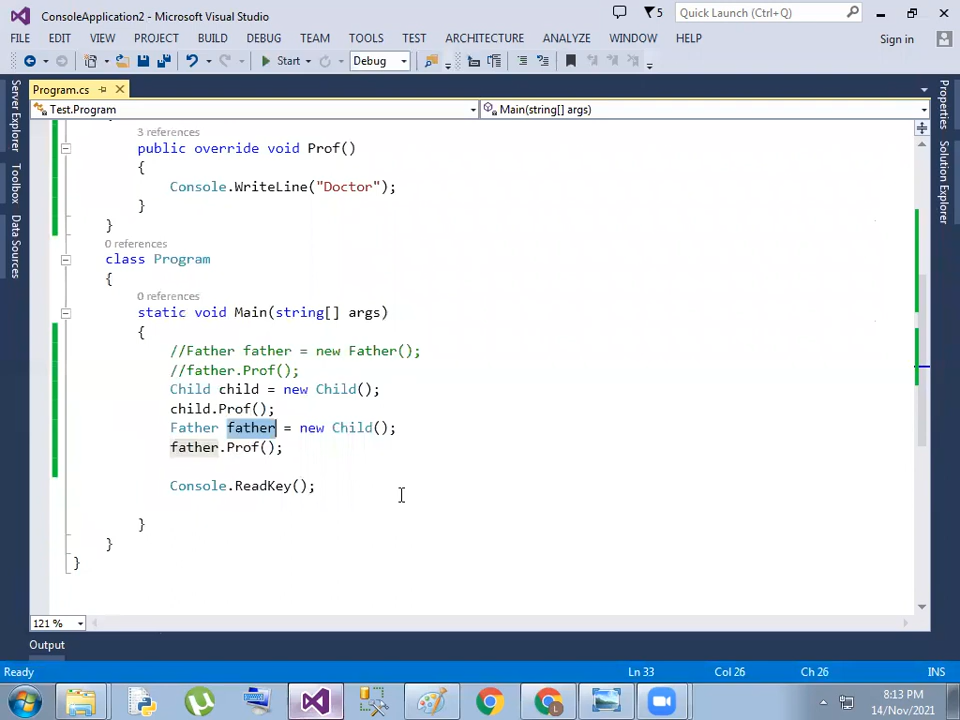 ConsoleApplication2 - Microsoft Visual Studio
5
Quick Launch (Ctrl+Q)
FILE EDIT VIEW PROJECT BUILD DEBUG TEAM TOOLS TEST ARCHITECTURE ANALYZE WINDOW HELP
Sign in
Start
Debug
Program.cs
Test.Program
Main(string[] args)
Server Explorer
Toolbox
Data Sources
Properties
Solution Explorer
3 references
public override void Prof()
{
Console.WriteLine("Doctor");
}
}
0 references
class Program
{
0 references
static void Main(string[] args)
{
//Father father = new Father();
//father.Prof();
Child child = new Child();
child.Prof();
Father father = new Child();
father.Prof();
Console.ReadKey();
}
}
}
121 %
Output
Ready
Ln 33
Col 26
Ch 26
INS
8:13 PM
14/Nov/2021